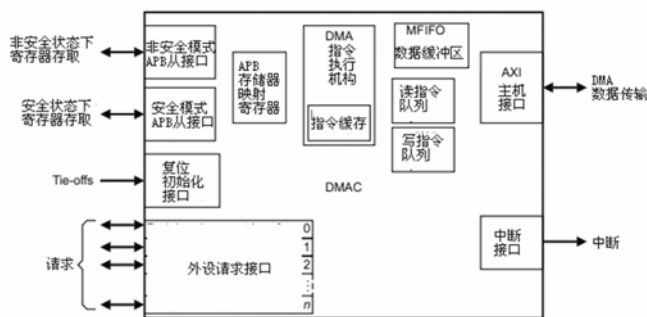 非安全状态下
寄存器存取
非安全模式
APB从接口
安全状态下
寄存器存取
安全模式
APB从接口
Tie-offs
复位
初始化
接口
请求
外设请求接口
0
1
2
n
APB
存储器
映射
寄存器
DMA
指令
执行
机构
指令缓存
MFIFO
数据缓冲区
读指令
队列
写指令
队列
DMAC
AXI
主机
接口
DMA
数据传输
中断
接口
中断